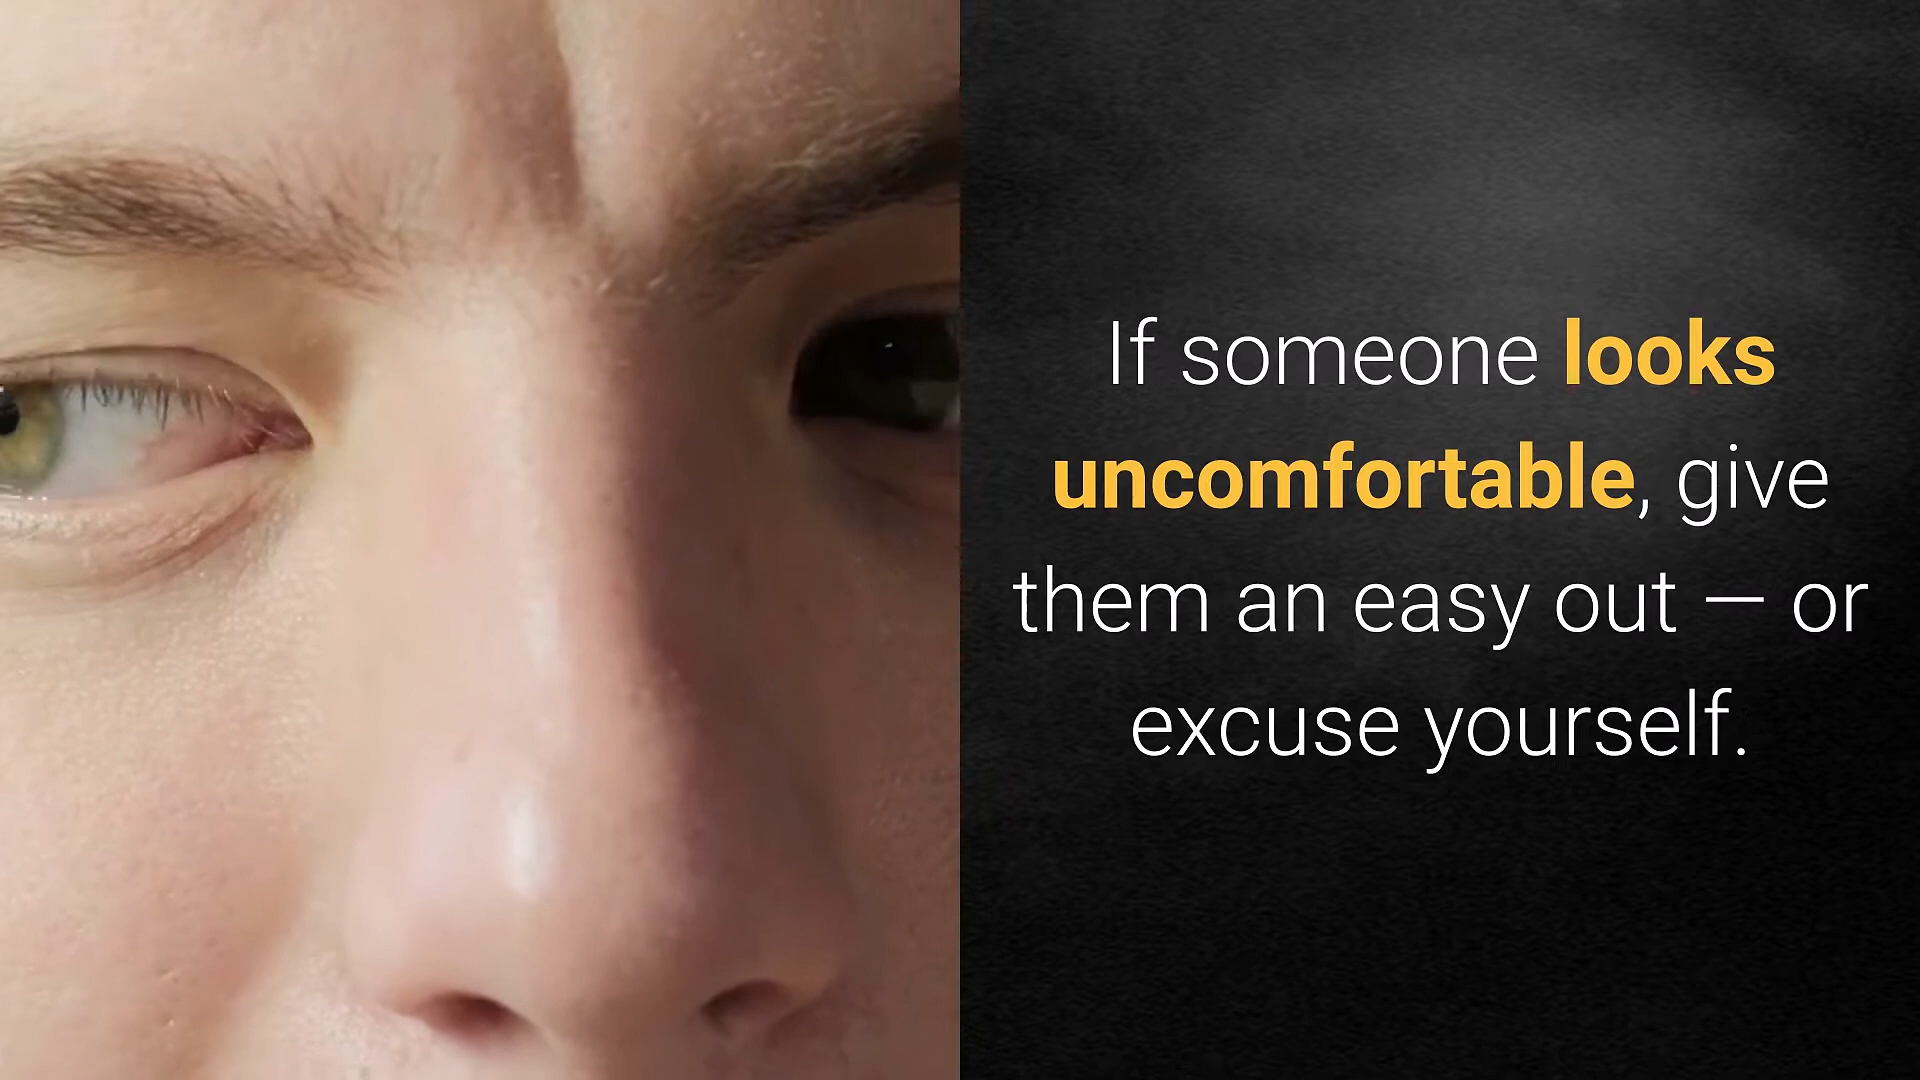 If someone looks
uncomfortable, give
them an easy out — or
excuse yourself.